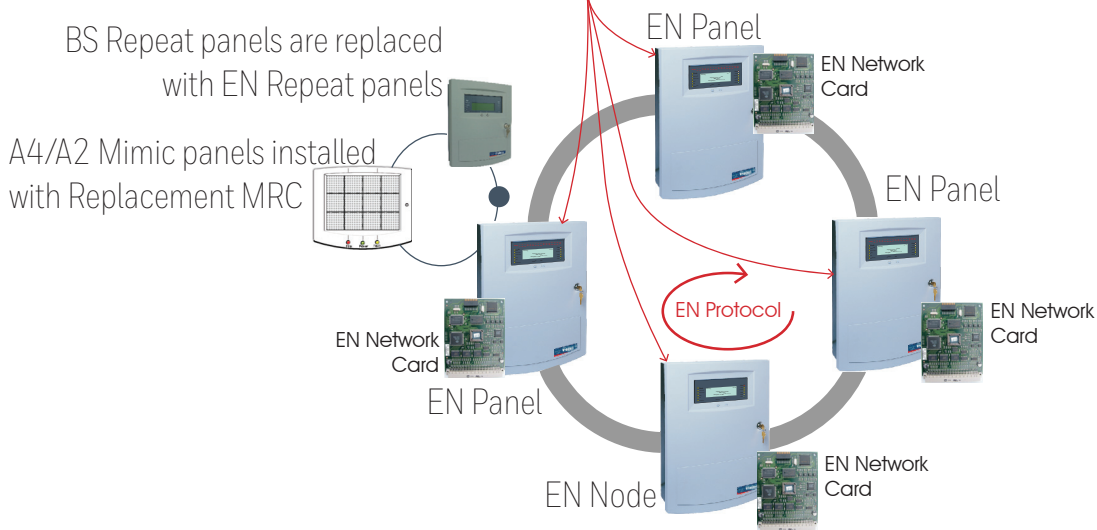 EN Panel
BS Repeat panels are replaced
with EN Repeat panels
EN Network
Card
A4/A2 Mimic panels installed
with Replacement MRC
EN Panel
EN Protocol
EN Network
Card
EN Network
Card
EN Panel
EN Network
Card
EN Node